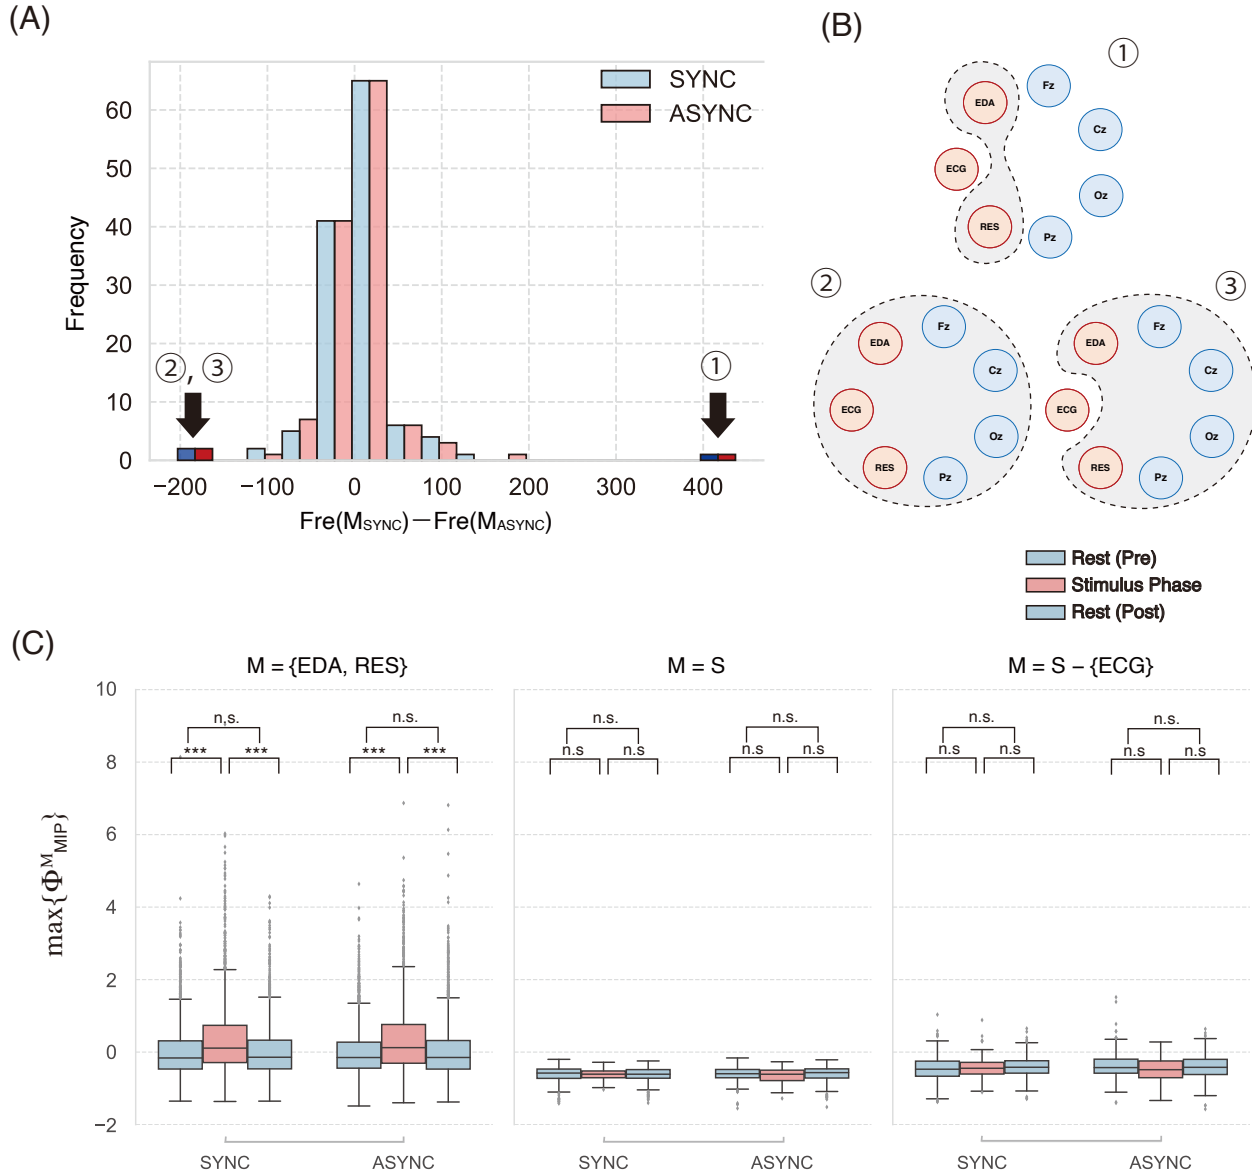 (A)
SYNC
ASYNC
Frequency
60
50
40
30
20
10
0
②, ③
①
−200
−100
0
100
200
300
400
Fre(MSYNC)−Fre(MASYNC)
(B)
①
EDA
Fz
Cz
ECG
Oz
RES
Pz
②
EDA
Fz
Cz
ECG
Oz
RES
Pz
③
EDA
Fz
Cz
ECG
Oz
RES
Pz
Rest (Pre)
Stimulus Phase
Rest (Post)
(C)
M = {EDA, RES}
M = S
M = S − {ECG}
max{Φ^M_MIP}
10
8
6
4
2
0
−2
n,s.
*** ***
n.s.
*** ***
n.s.
n.s n.s
n.s.
n.s n.s
n.s.
n.s n.s
n.s.
n.s n.s
SYNC
ASYNC
SYNC
ASYNC
SYNC
ASYNC